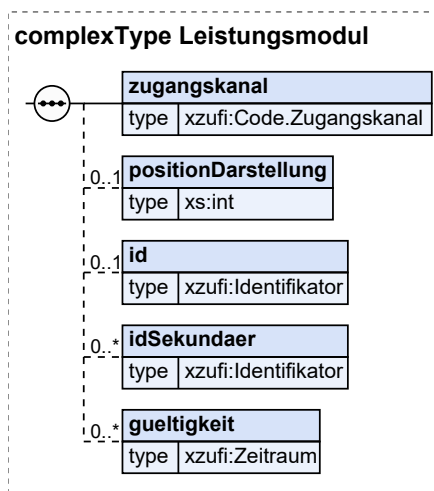 complexType Leistungsmodul
zugangskanal
type xzufi:Code.Zugangskanal
0..1 positionDarstellung
type xs:int
0..1 id
type xzufi:Identifikator
0..* idSekundaer
type xzufi:Identifikator
0..* gueltigkeit
type xzufi:Zeitraum